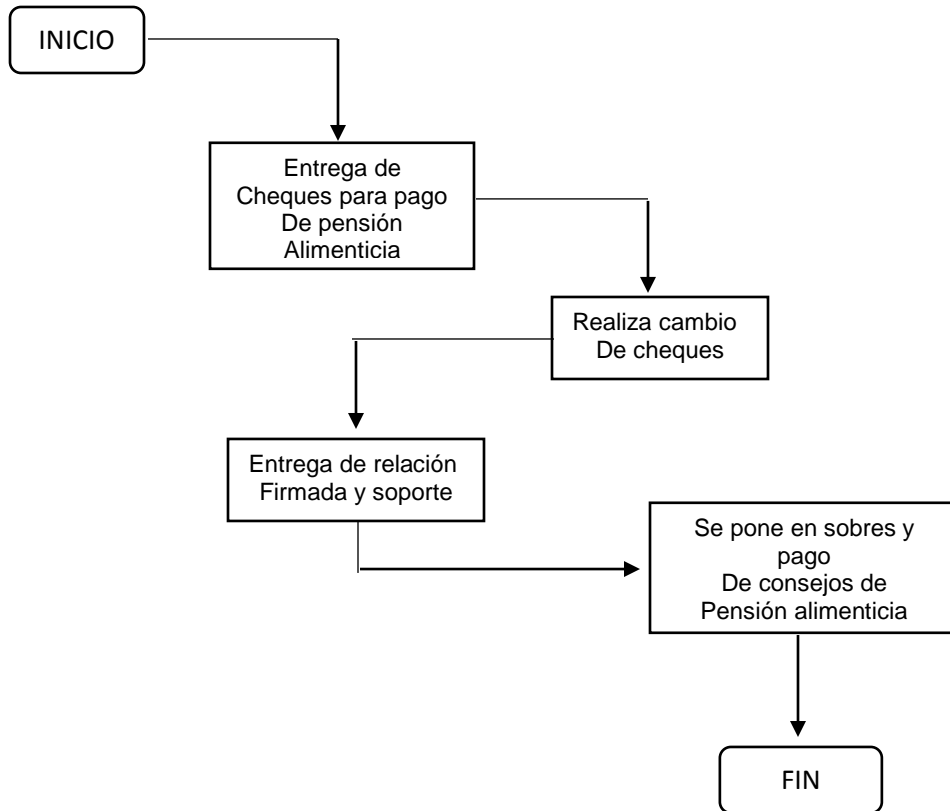 INICIO
Entrega de
Cheques para pago
De pensión
Alimenticia
Realiza cambio
De cheques
Entrega de relación
Firmada y soporte
Se pone en sobres y
pago
De consejos de
Pensión alimenticia
FIN